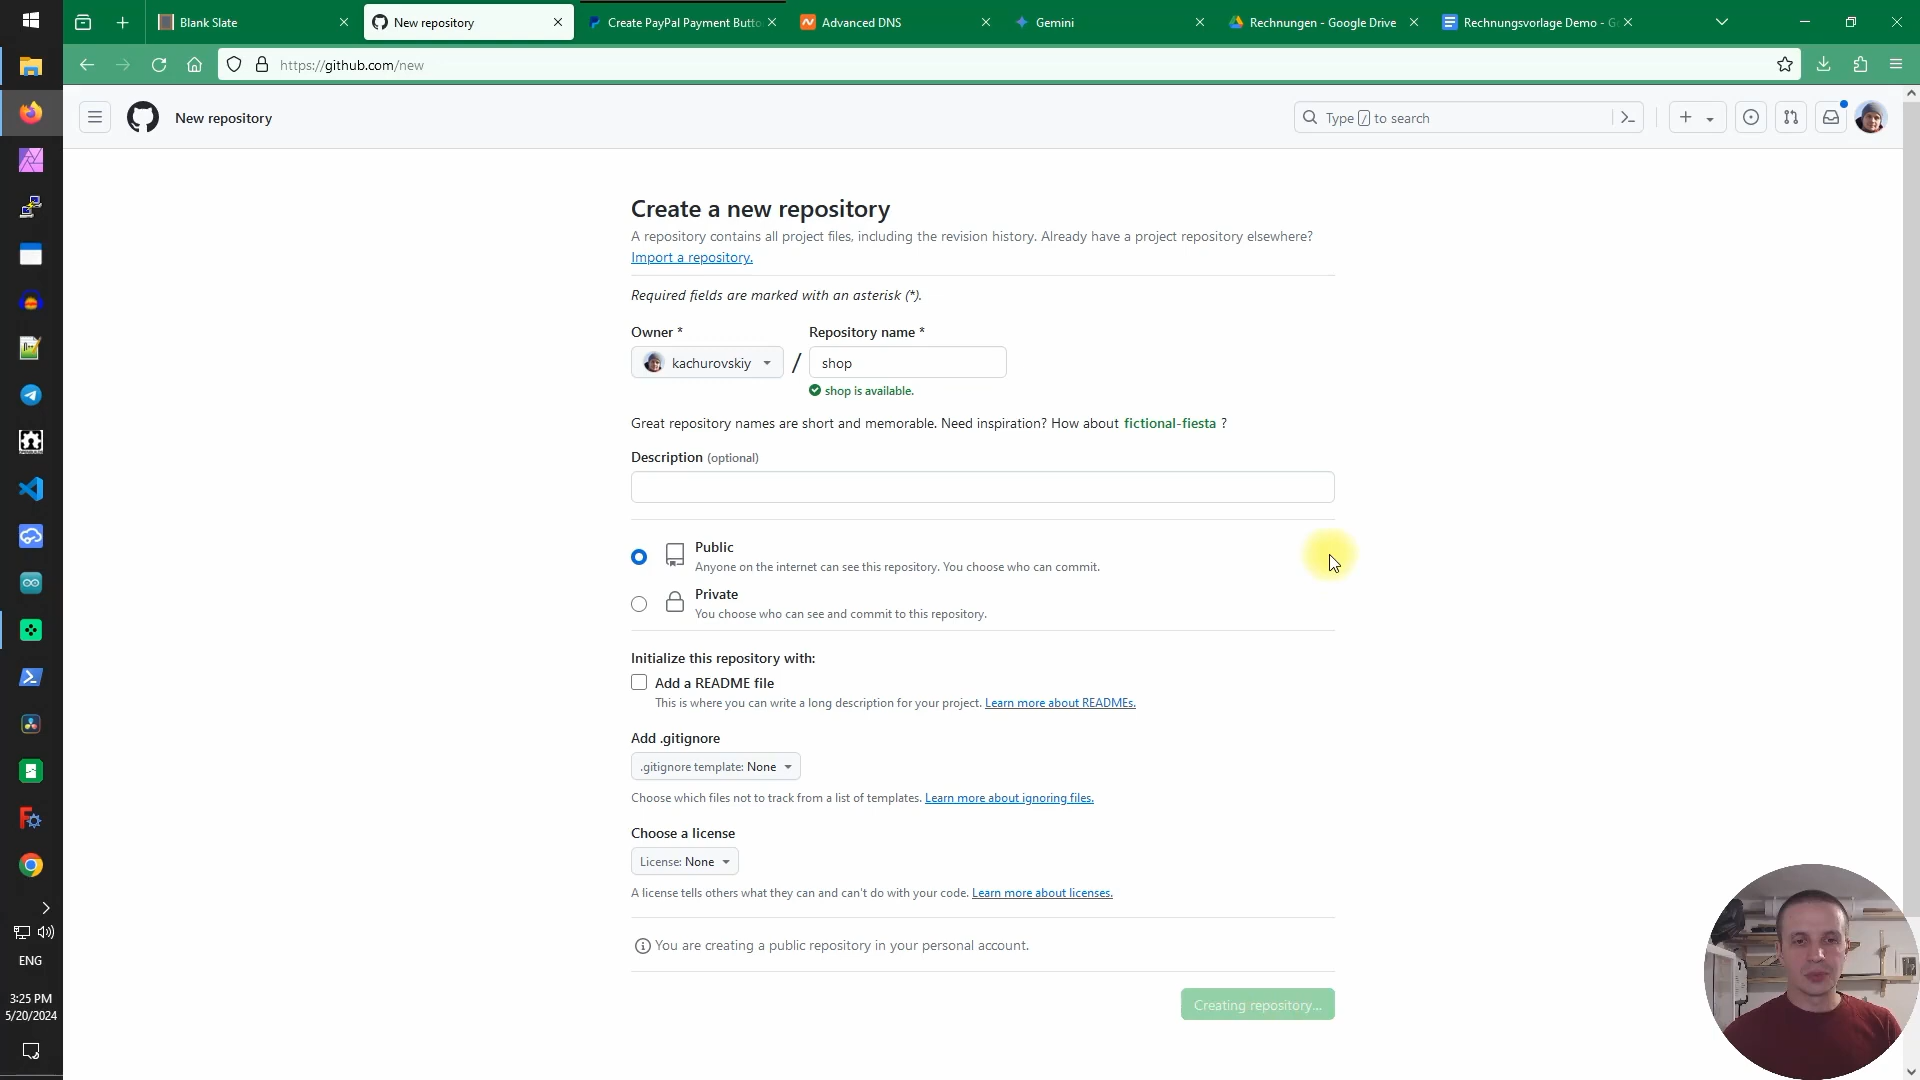 Blank Slate
New repository
Create PayPal Payment Butto
Advanced DNS
Gemini
Rechnungen - Google Drive
Rechnungsvorlage Demo - G
https://github.com/new
New repository
Type / to search
Create a new repository
A repository contains all project files, including the revision history. Already have a project repository elsewhere?
Import a repository.
Required fields are marked with an asterisk (*).
Owner *
Repository name *
kachurovskiy
/
shop
shop is available.
Great repository names are short and memorable. Need inspiration? How about fictional-fiesta ?
Description (optional)
Public
Anyone on the internet can see this repository. You choose who can commit.
Private
You choose who can see and commit to this repository.
Initialize this repository with:
Add a README file
This is where you can write a long description for your project. Learn more about READMEs.
Add .gitignore
.gitignore template: None
Choose which files not to track from a list of templates. Learn more about ignoring files.
Choose a license
License: None
A license tells others what they can and can't do with your code. Learn more about licenses.
You are creating a public repository in your personal account.
Creating repository...
ENG
3:25 PM
5/20/2024